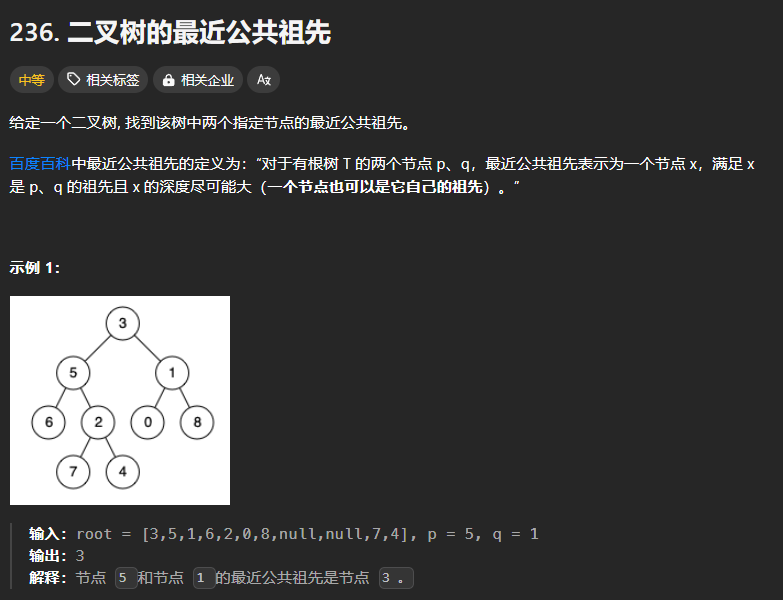 236. 二叉树的最近公共祖先
中等 相关标签 相关企业 Az
给定一个二叉树, 找到该树中两个指定节点的最近公共祖先。
百度百科中最近公共祖先的定义为：“对于有根树 T 的两个节点 p、q，最近公共祖先表示为一个节点 x，满足 x
是 p、q 的祖先且 x 的深度尽可能大（一个节点也可以是它自己的祖先）。”
示例 1：
3
5 1
6 2 0 8
7 4
输入：root = [3,5,1,6,2,0,8,null,null,7,4], p = 5, q = 1
输出：3
解释：节点 5 和节点 1 的最近公共祖先是节点 3 。